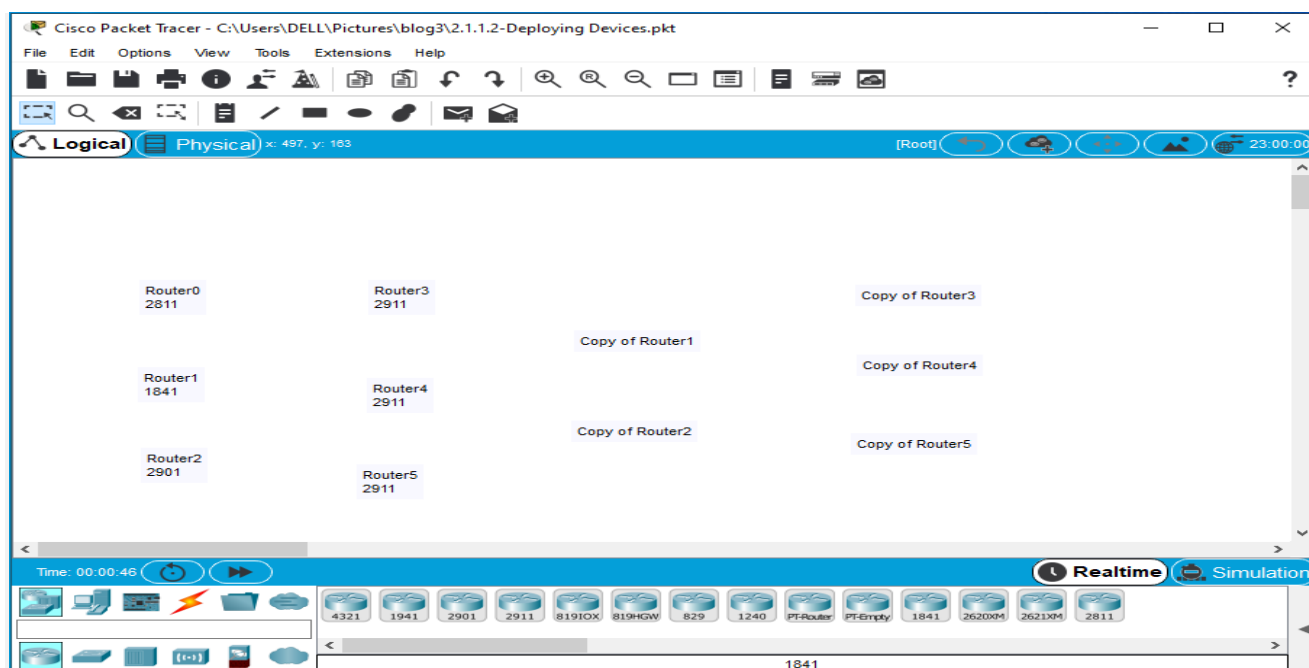 Cisco Packet Tracer - C:\Users\DELL\Pictures\blog3\2.1.1.2-Deploying Devices.pkt
File Edit Options View Tools Extensions Help
?
Logical Physical x: 497, y: 163 [Root] 23:00:00
Router0
2811
Router3
2911
Copy of Router3
Copy of Router1
Copy of Router4
Router1
1841
Router4
2911
Copy of Router2
Copy of Router5
Router2
2901
Router5
2911
Time: 00:00:46 Realtime Simulation
4321 1941 2901 2911 819IOX 819HGW 829 1240 PT-Router PT-Empty 1841 2620XM 2621XM 2811
1841